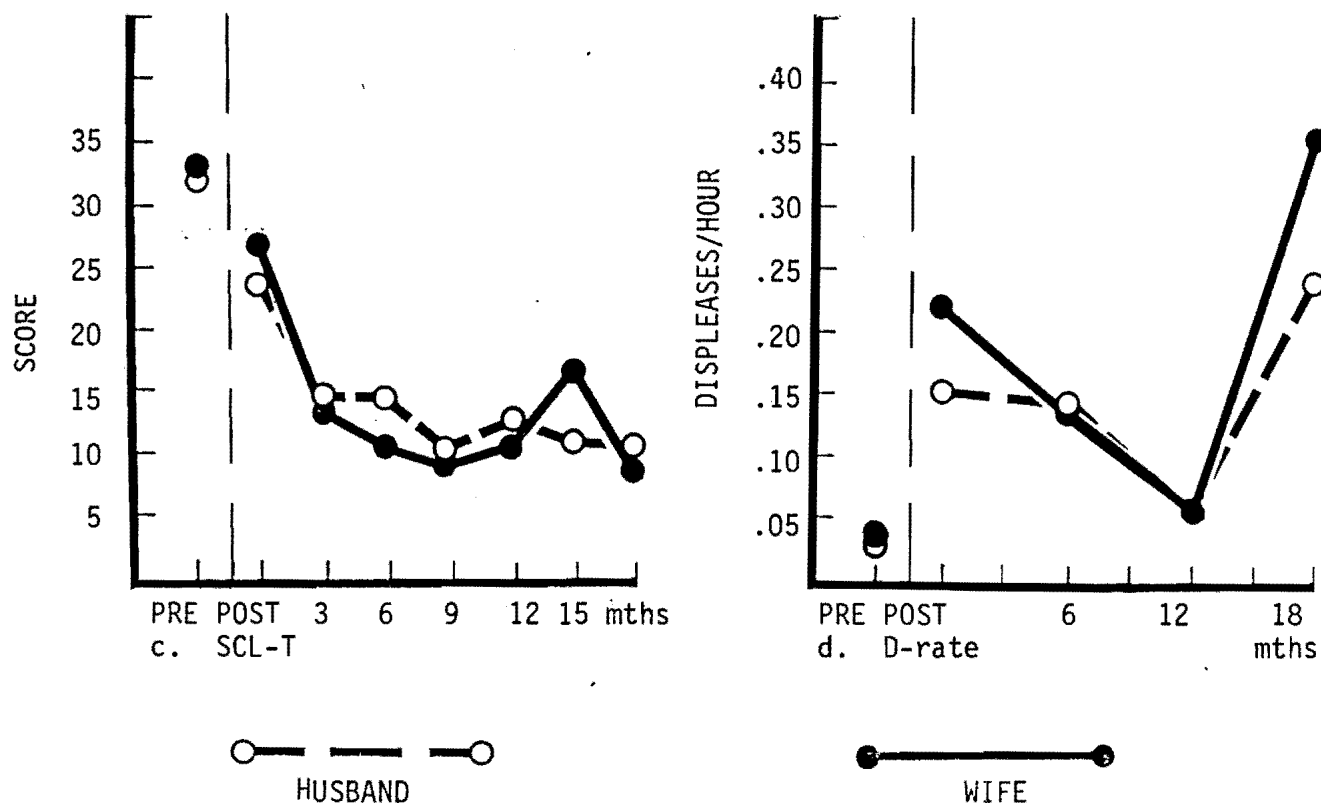 SCORE
35
30
25
20
15
10
5
PRE POST 3 6 9 12 15 mths
c. SCL-T
DISPLEASES/HOUR
.40
.35
.30
.25
.20
.15
.10
.05
PRE POST 6 12 18
d. D-rate mths
HUSBAND
WIFE